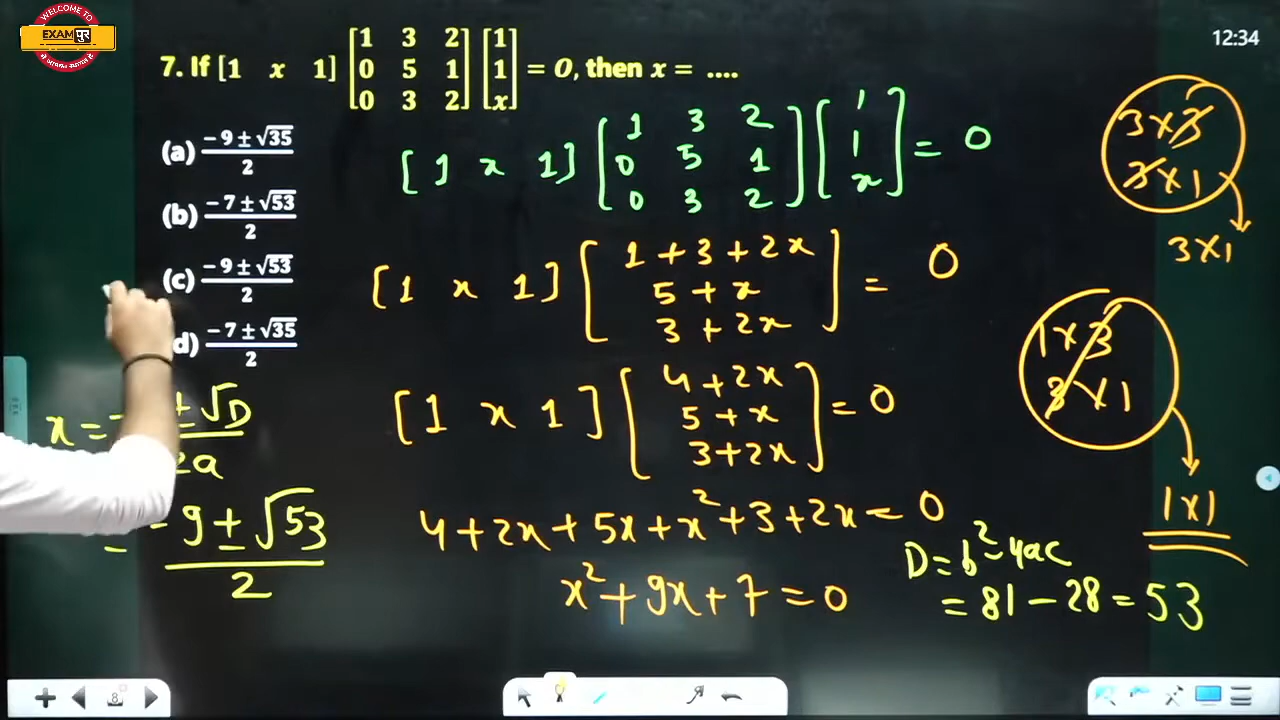 WELCOME TO
EXAM पुर
12:34
7. If [1 x 1] [1 3 2; 0 5 1; 0 3 2] [1; 1; x] = O, then x = ....
(a) (−9 ± √35)/2
(b) (−7 ± √53)/2
(c) (−9 ± √53)/2
d) (−7 ± √35)/2
[1 x 1] [1 3 2; 0 5 1; 0 3 2] [1; 1; x] = 0
[1 x 1] [1+3+2x; 5+x; 3+2x] = 0
[1 x 1] [4+2x; 5+x; 3+2x] = 0
4+2x+5x+x²+3+2x = 0
x²+9x+7=0
D = b²-4ac
= 81-28 = 53
x = ± √D
2a
= -9 ± √53
2
3×3
3×1
3×1
1×3
3×1
1×1
8